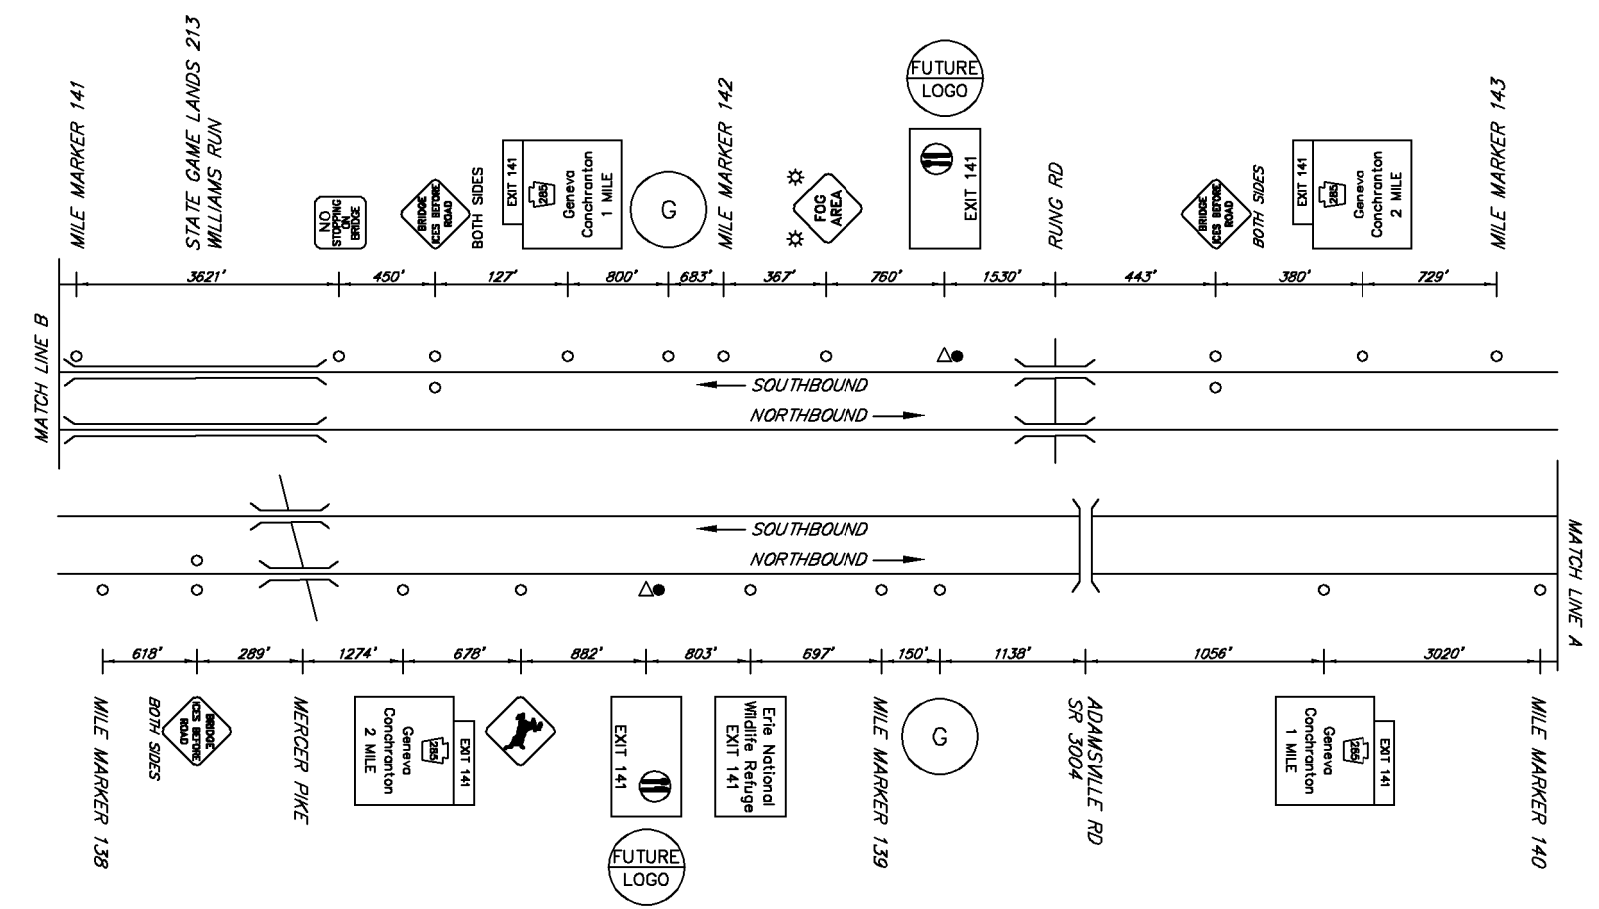 MILE MARKER 141
STATE GAME LANDS 213
WILLIAMS RUN
NO
STOPPING
ON
BRIDGE
BRIDGE
ICES BEFORE
ROAD
BOTH SIDES
EXIT 141
285
Geneva
Conchranton
1 MILE
G
MILE MARKER 142
FOG
AREA
FUTURE
LOGO
EXIT 141
RUNG RD
BRIDGE
ICES BEFORE
ROAD
BOTH SIDES
EXIT 141
285
Geneva
Conchranton
2 MILE
MILE MARKER 143
3621' 450' 127' 800' 683' 367' 760' 1530' 443' 380' 729'
MATCH LINE B
SOUTHBOUND
NORTHBOUND
SOUTHBOUND
NORTHBOUND
MATCH LINE A
618' 289' 1274' 678' 882' 803' 697' 150' 1138' 1056' 3020'
MILE MARKER 138
BRIDGE
ICES BEFORE
ROAD
BOTH SIDES
MERCER PIKE
EXIT 141
285
Geneva
Conchranton
2 MILE
EXIT 141
FUTURE
LOGO
Erie National
Wildlife Refuge
EXIT 141
MILE MARKER 139
G
ADAMSVILLE RD
SR 3004
EXIT 141
285
Geneva
Conchranton
1 MILE
MILE MARKER 140